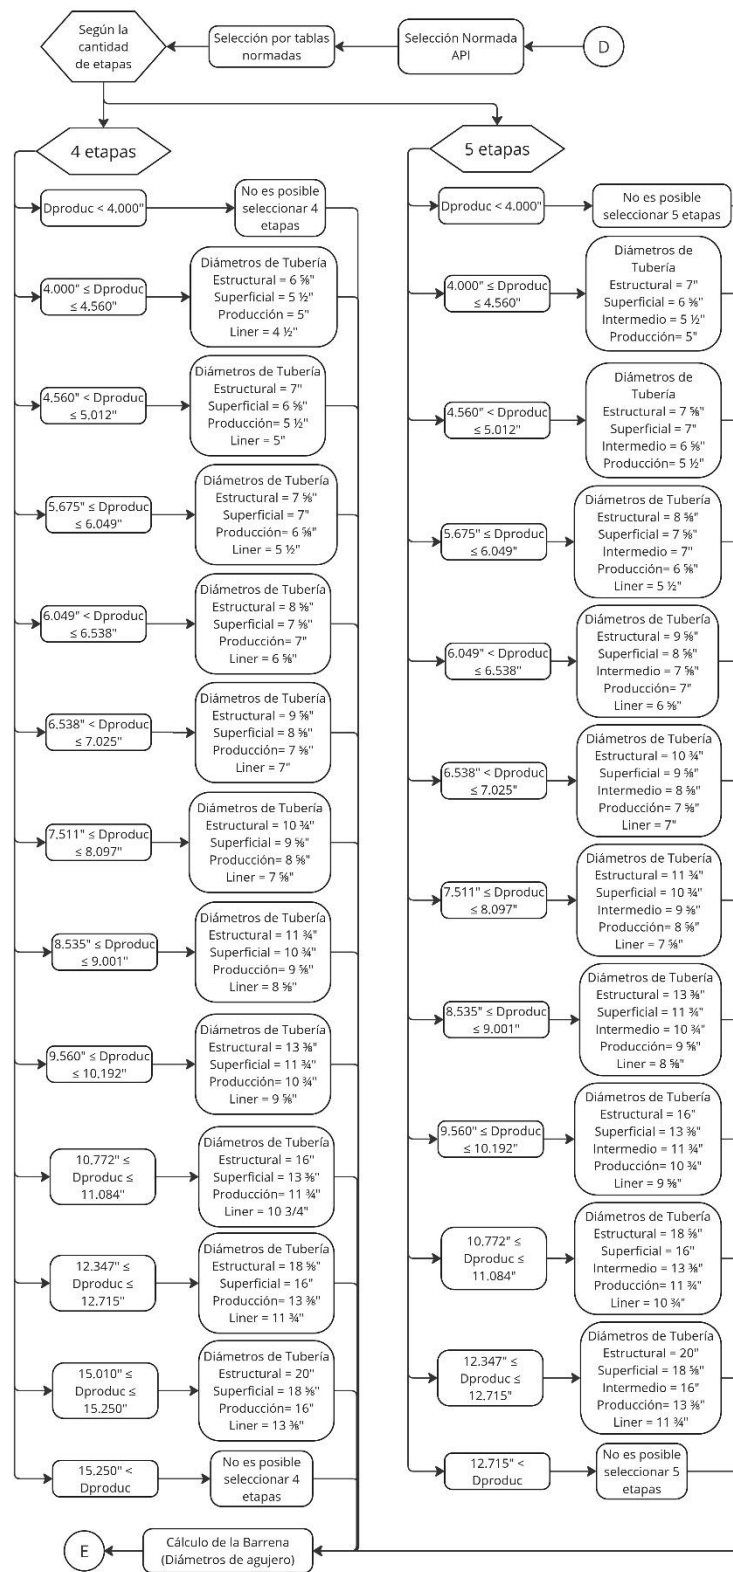 Según la
cantidad
de etapas
Selección por tablas
normadas
Selección Normada
API
D
4 etapas
Dproduc < 4.000"
No es posible
seleccionar 4
etapas
4.000" ≤ Dproduc
≤ 4.560"
Diámetros de Tubería
Estructural = 6 ⅝"
Superficial = 5 ½"
Producción = 5"
Liner = 4 ½"
4.560" < Dproduc
≤ 5.012"
Diámetros de Tubería
Estructural = 7"
Superficial = 6 ⅝"
Producción= 5 ½"
Liner = 5"
5.675" ≤ Dproduc
≤ 6.049"
Diámetros de Tubería
Estructural = 7 ⅝"
Superficial = 7"
Producción= 6 ⅝"
Liner = 5 ½"
6.049" < Dproduc
≤ 6.538"
Diámetros de Tubería
Estructural = 8 ⅝"
Superficial = 7 ⅝"
Producción= 7"
Liner = 6 ⅝"
6.538" < Dproduc
≤ 7.025"
Diámetros de Tubería
Estructural = 9 ⅝"
Superficial = 8 ⅝"
Producción= 7 ⅝"
Liner = 7"
7.511" ≤ Dproduc
≤ 8.097"
Diámetros de Tubería
Estructural = 10 ¾"
Superficial = 9 ⅝"
Producción= 8 ⅝"
Liner = 7 ⅝"
8.535" ≤ Dproduc
≤ 9.001"
Diámetros de Tubería
Estructural = 11 ¾"
Superficial = 10 ¾"
Producción= 9 ⅝"
Liner = 8 ⅝"
9.560" ≤ Dproduc
≤ 10.192"
Diámetros de Tubería
Estructural = 13 ⅜"
Superficial = 11 ¾"
Producción= 10 ¾"
Liner = 9 ⅝"
10.772" ≤
Dproduc ≤
11.084"
Diámetros de Tubería
Estructural = 16"
Superficial = 13 ⅜"
Producción= 11 ¾"
Liner = 10 3/4"
12.347" ≤
Dproduc ≤
12.715"
Diámetros de Tubería
Estructural = 18 ⅝"
Superficial = 16"
Producción= 13 ⅜"
Liner = 11 ¾"
15.010" ≤
Dproduc ≤
15.250"
Diámetros de Tubería
Estructural = 20"
Superficial = 18 ⅝"
Producción= 16"
Liner = 13 ⅜"
15.250" <
Dproduc
No es posible
seleccionar 4
etapas
5 etapas
Dproduc < 4.000"
No es posible
seleccionar 5 etapas
4.000" ≤ Dproduc
≤ 4.560"
Diámetros de
Tubería
Estructural = 7"
Superficial = 6 ⅝"
Intermedio = 5 ½"
Producción= 5"
4.560" < Dproduc
≤ 5.012"
Diámetros de
Tubería
Estructural = 7 ⅝"
Superficial = 7"
Intermedio = 6 ⅝"
Producción= 5 ½"
5.675" ≤ Dproduc
≤ 6.049"
Diámetros de Tubería
Estructural = 8 ⅝"
Superficial = 7 ⅝"
Intermedio = 7"
Producción= 6 ⅝"
Liner = 5 ½"
6.049" < Dproduc
≤ 6.538"
Diámetros de Tubería
Estructural = 9 ⅝"
Superficial = 8 ⅝"
Intermedio = 7 ⅝"
Producción= 7"
Liner = 6 ⅝"
6.538" < Dproduc
≤ 7.025"
Diámetros de Tubería
Estructural = 10 ¾"
Superficial = 9 ⅝"
Intermedio = 8 ⅝"
Producción= 7 ⅝"
Liner = 7"
7.511" ≤ Dproduc
≤ 8.097"
Diámetros de Tubería
Estructural = 11 ¾"
Superficial = 10 ¾"
Intermedio = 9 ⅝"
Producción= 8 ⅝"
Liner = 7 ⅝"
8.535" ≤ Dproduc
≤ 9.001"
Diámetros de Tubería
Estructural = 13 ⅜"
Superficial = 11 ¾"
Intermedio = 10 ¾"
Producción= 9 ⅝"
Liner = 8 ⅝"
9.560" ≤ Dproduc
≤ 10.192"
Diámetros de Tubería
Estructural = 16"
Superficial = 13 ⅜"
Intermedio = 11 ¾"
Producción= 10 ¾"
Liner = 9 ⅝"
10.772" ≤
Dproduc ≤
11.084"
Diámetros de Tubería
Estructural = 18 ⅝"
Superficial = 16"
Intermedio = 13 ⅜"
Producción= 11 ¾"
Liner = 10 ¾"
12.347" ≤
Dproduc ≤
12.715"
Diámetros de Tubería
Estructural = 20"
Superficial = 18 ⅝"
Intermedio = 16"
Producción= 13 ⅜"
Liner = 11 ¾"
12.715" <
Dproduc
No es posible
seleccionar 5
etapas
E
Cálculo de la Barrena
(Diámetros de agujero)